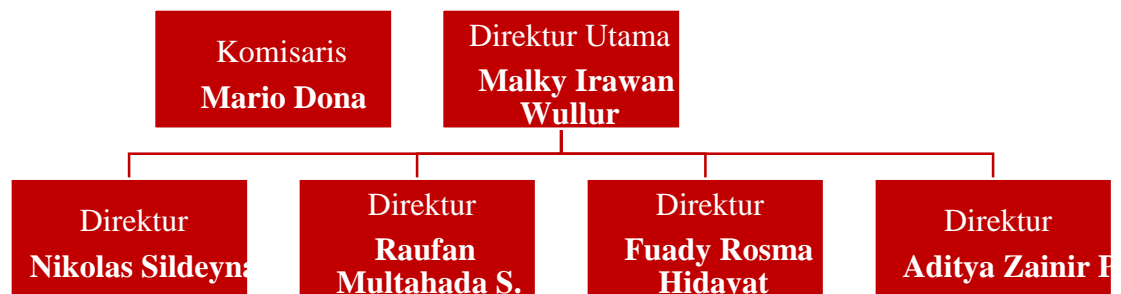 Komisaris
Mario Dona
Direktur Utama
Malky Irawan
Wullur
Direktur
Nikolas Sildeyna
Direktur
Raufan
Multahada S.
Direktur
Fuady Rosma
Hidayat
Direktur
Aditya Zainir P